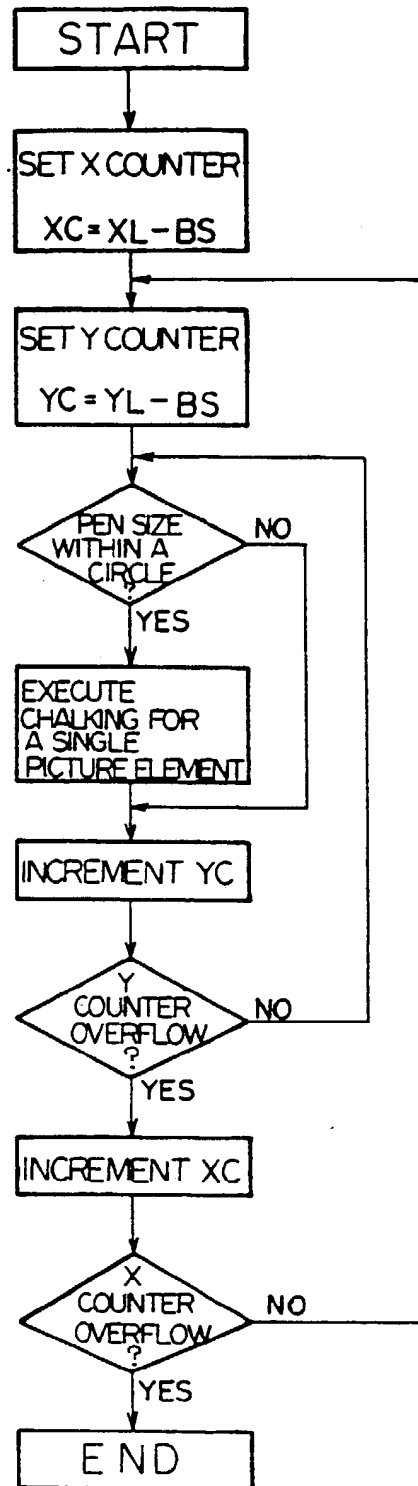 START
SET X COUNTER
XC = XL - BS
SET Y COUNTER
YC = YL - BS
PEN SIZE
WITHIN A
CIRCLE
?
NO
YES
EXECUTE
CHALKING FOR
A SINGLE
PICTURE ELEMENT
INCREMENT YC
Y
COUNTER
OVERFLOW
?
NO
YES
INCREMENT XC
X
COUNTER
OVERFLOW
?
NO
YES
END